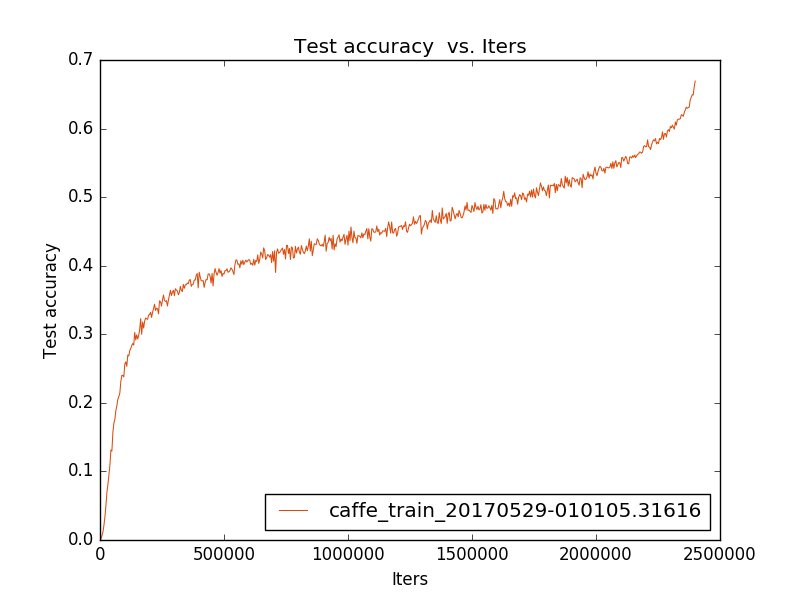 Test accuracy  vs. Iters
0.7
0.6
0.5
0.4
0.3
0.2
0.1
0.0
Test accuracy
caffe_train_20170529-010105.31616
0 500000 1000000 1500000 2000000 2500000
Iters